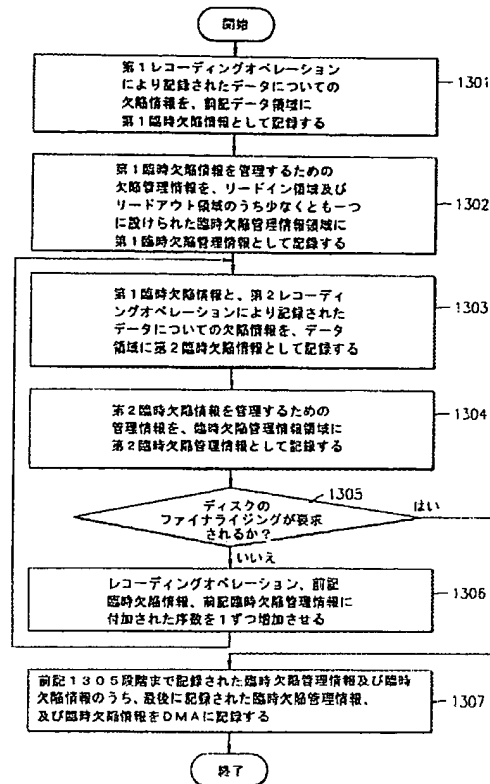 開始
第1レコーディングオペレーション
により記録されたデータについての
欠陥情報を、前記データ領域に
第1臨時欠陥情報として記録する
1301
第1臨時欠陥情報を管理するための
欠陥管理情報を、リードイン領域及び
リードアウト領域のうち少なくとも一つ
に設けられた臨時欠陥管理情報領域に
第1臨時欠陥管理情報として記録する
1302
第1臨時欠陥情報と、第2レコーディ
ングオペレーションにより記録された
データについての欠陥情報を、データ
領域に第2臨時欠陥情報として記録する
1303
第2臨時欠陥情報を管理するための
管理情報を、臨時欠陥管理情報領域に
第2臨時欠陥管理情報として記録する
1304
1305
ディスクの
ファイナライジングが要求
されるか?
はい
いいえ
レコーディングオペレーション、前記
臨時欠陥情報、前記臨時欠陥管理情報に
付加された序数を1ずつ増加させる
1306
前記1305段階まで記録された臨時欠陥管理情報及び臨時
欠陥情報のうち、最後に記録された臨時欠陥管理情報、
及び臨時欠陥情報をDMAに記録する
1307
終了